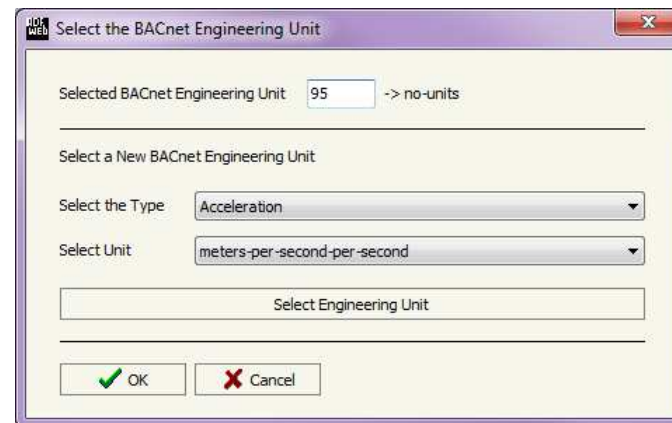 Select the BACnet Engineering Unit
Selected BACnet Engineering Unit 95 -> no-units
Select a New BACnet Engineering Unit
Select the Type Acceleration
Select Unit meters-per-second-per-second
Select Engineering Unit
OK Cancel